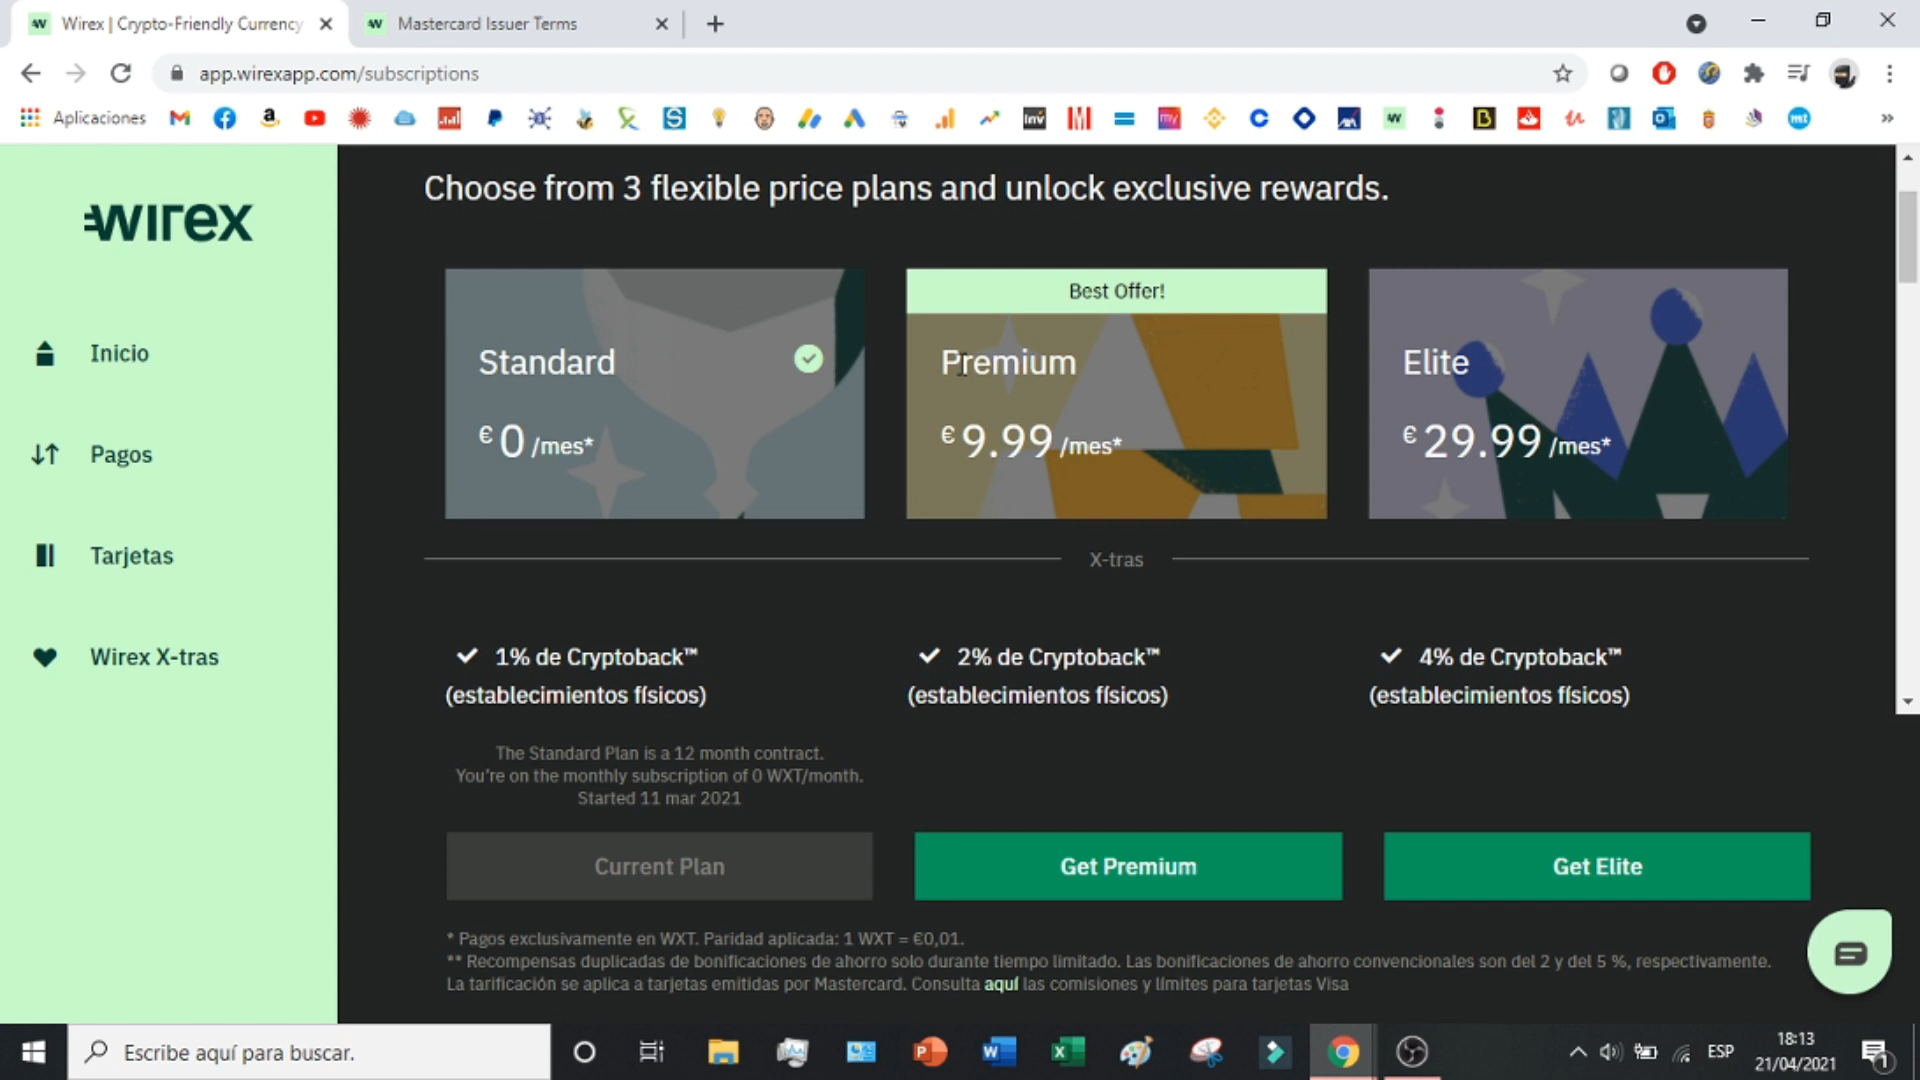 Wirex | Crypto-Friendly Currency
Mastercard Issuer Terms
app.wirexapp.com/subscriptions
Aplicaciones
wirex
Inicio
Pagos
Tarjetas
Wirex X-tras
Choose from 3 flexible price plans and unlock exclusive rewards.
Standard
€ 0 /mes*
Best Offer!
Premium
€ 9.99 /mes*
Elite
€ 29.99 /mes*
X-tras
1% de Cryptoback™
(establecimientos físicos)
2% de Cryptoback™
(establecimientos físicos)
4% de Cryptoback™
(establecimientos físicos)
The Standard Plan is a 12 month contract.
You're on the monthly subscription of 0 WXT/month.
Started 11 mar 2021
Current Plan
Get Premium
Get Elite
* Pagos exclusivamente en WXT. Paridad aplicada: 1 WXT = €0,01.
** Recompensas duplicadas de bonificaciones de ahorro solo durante tiempo limitado. Las bonificaciones de ahorro convencionales son del 2 y del 5 %, respectivamente.
La tarificación se aplica a tarjetas emitidas por Mastercard. Consulta aquí las comisiones y límites para tarjetas Visa
Escribe aquí para buscar.
ESP
18:13
21/04/2021
1